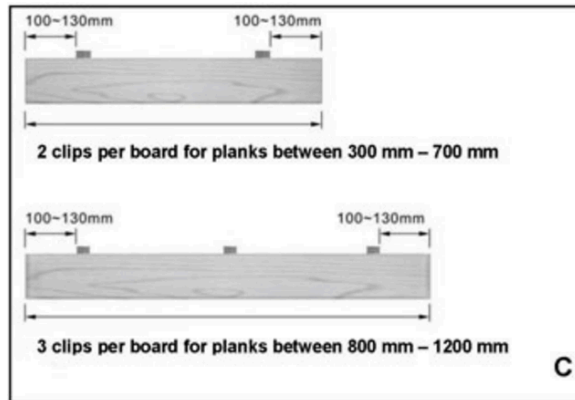 100~130mm 100~130mm
2 clips per board for planks between 300 mm – 700 mm
100~130mm 100~130mm
3 clips per board for planks between 800 mm – 1200 mm
C